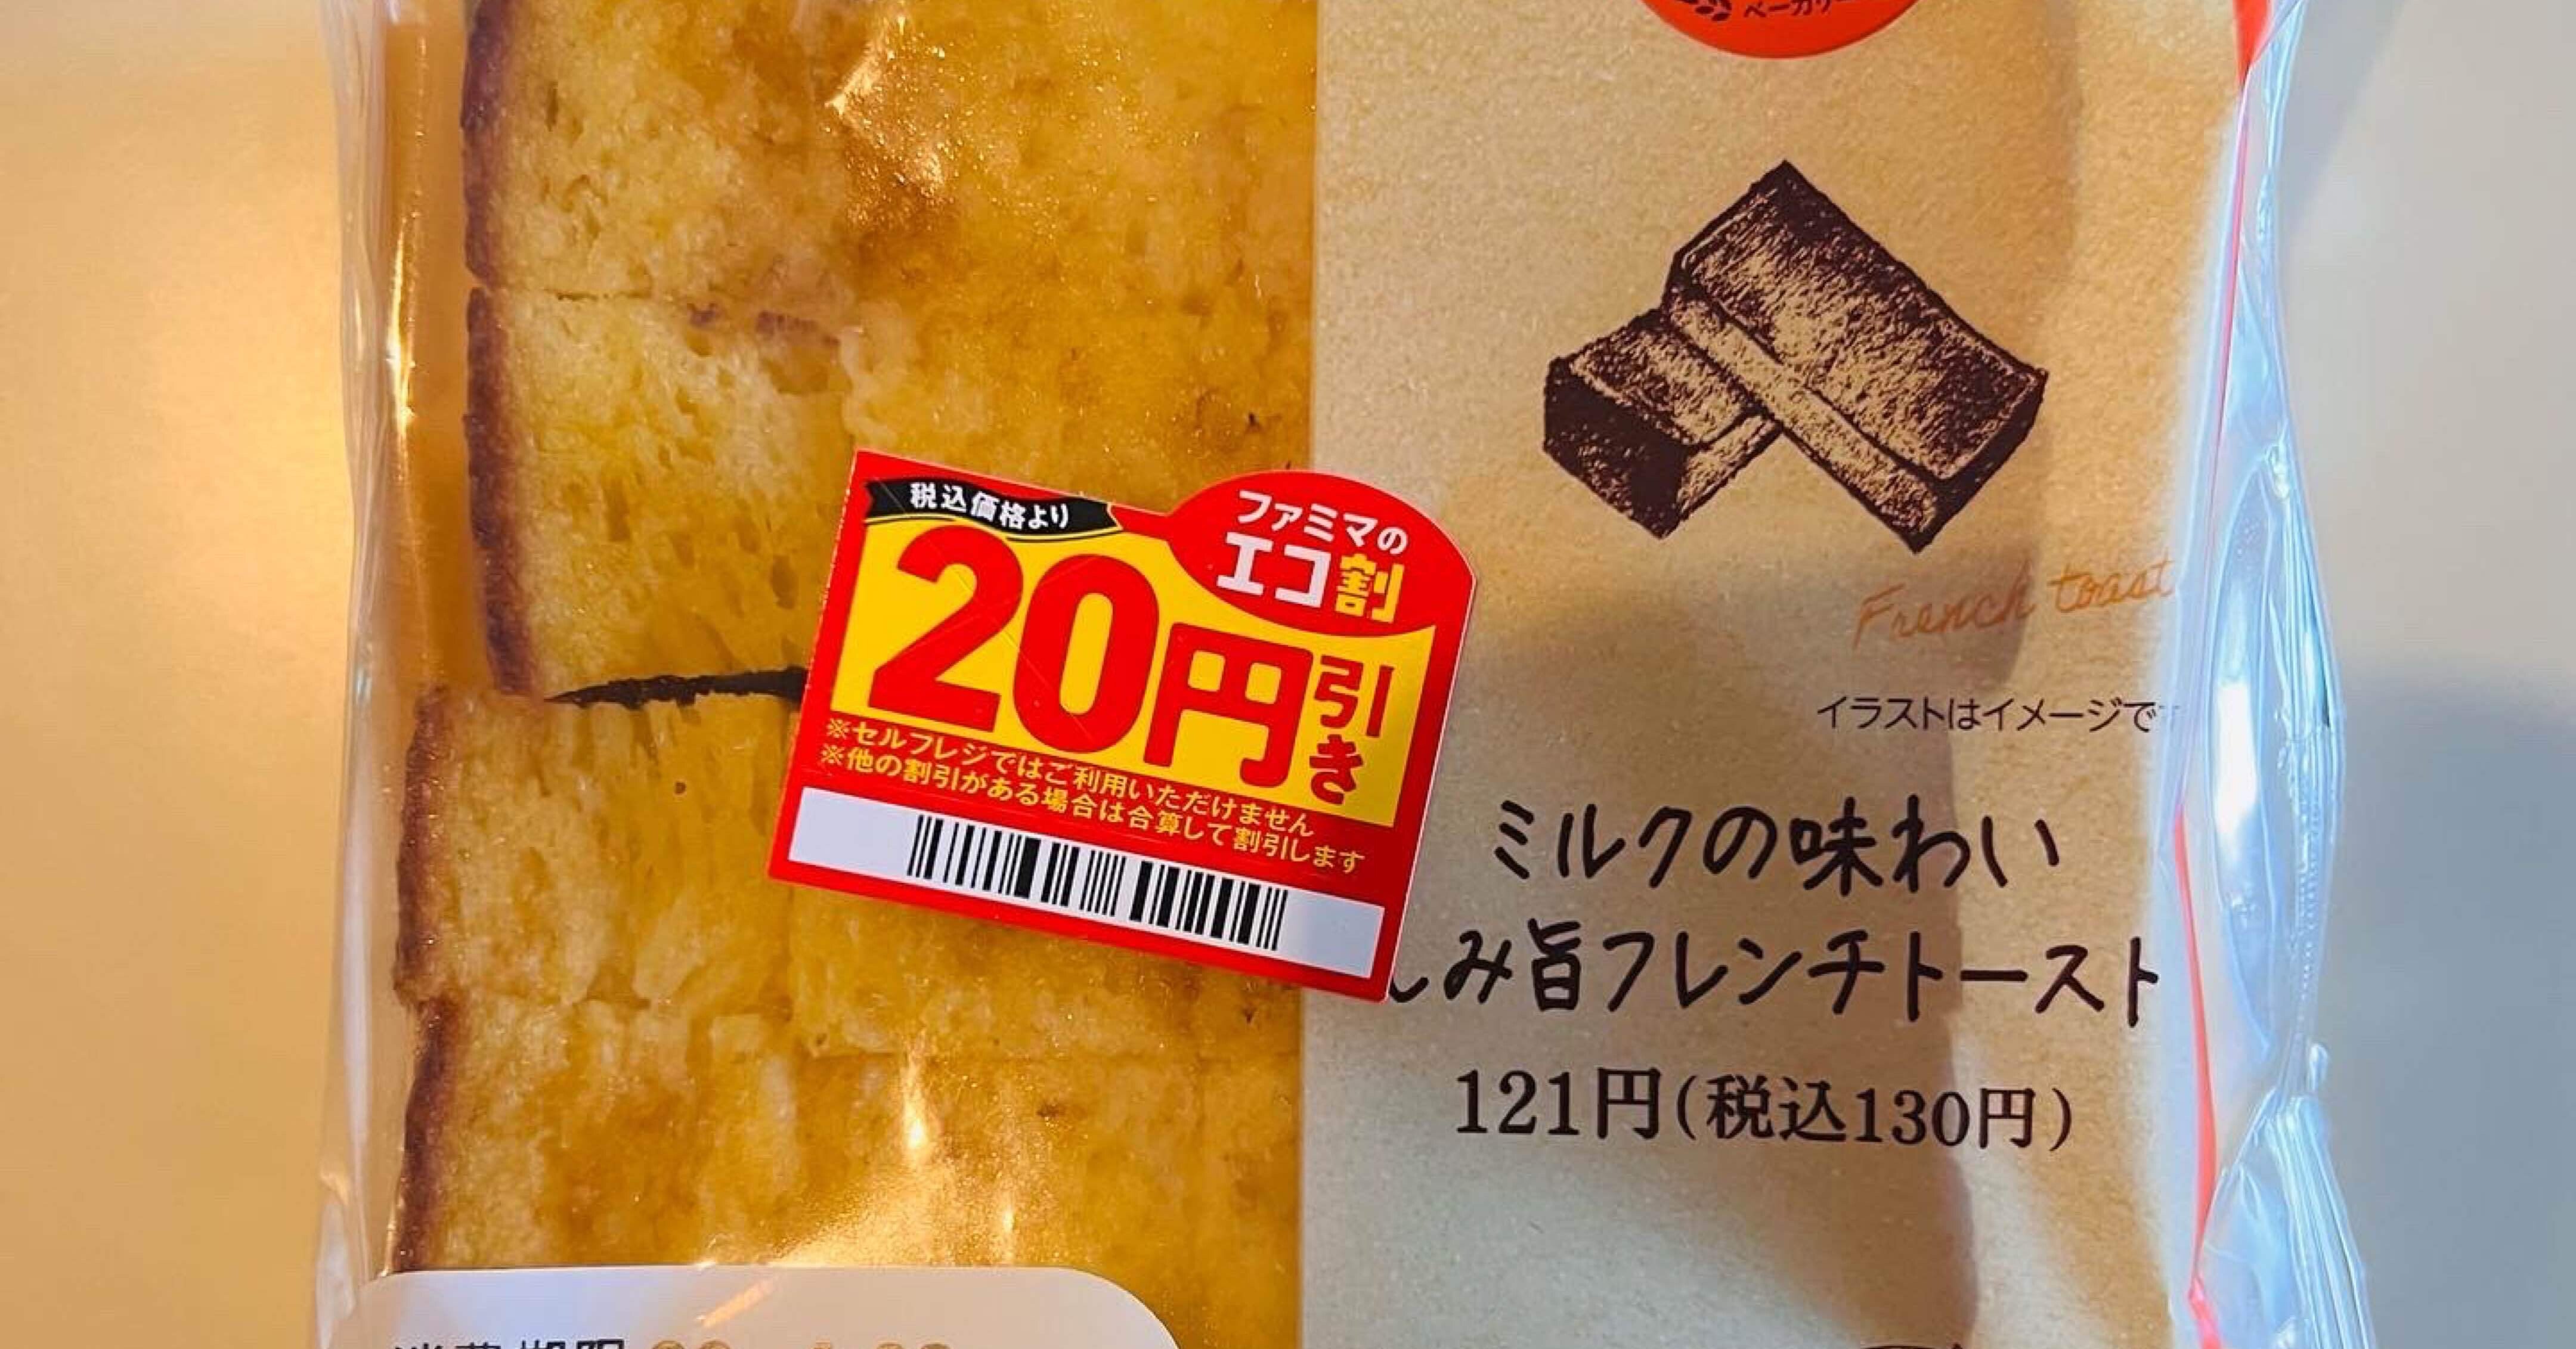 税込価格より
ファミマの
エコ割
20円引き
※セルフレジではご利用いただけません
※他の割引がある場合は合算して割引します
French toast
イラストはイメージで
ミルクの味わい
しみ旨フレンチトースト
121円(税込130円)
消費期限